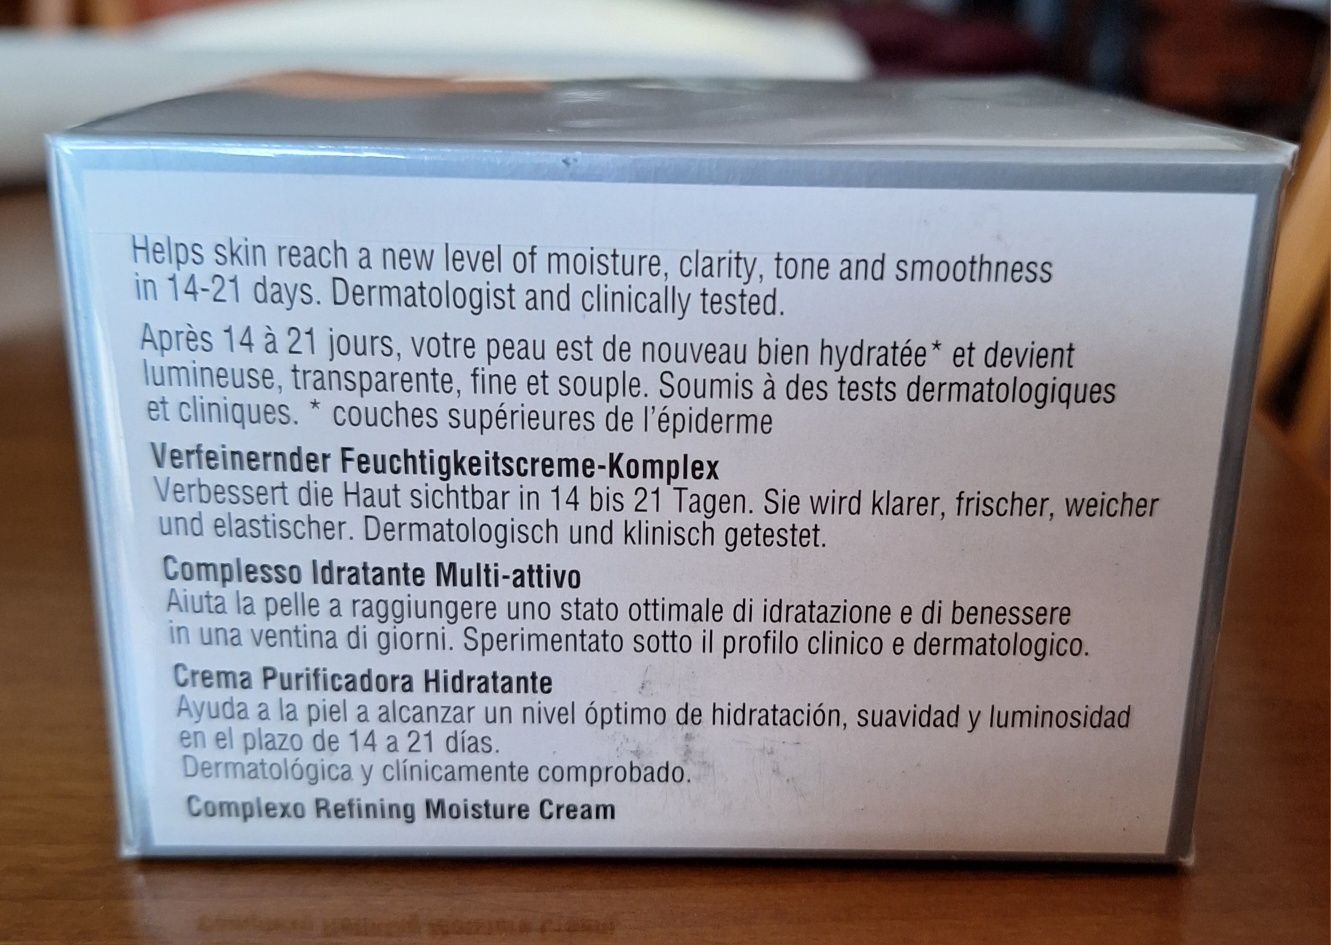 Helps skin reach a new level of moisture, clarity, tone and smoothness
in 14-21 days. Dermatologist and clinically tested.
Après 14 à 21 jours, votre peau est de nouveau bien hydratée* et devient
lumineuse, transparente, fine et souple. Soumis à des tests dermatologiques
et cliniques. * couches supérieures de l'épiderme
Verfeinernder Feuchtigkeitscreme-Komplex
Verbessert die Haut sichtbar in 14 bis 21 Tagen. Sie wird klarer, frischer, weicher
und elastischer. Dermatologisch und klinisch getestet.
Complesso Idratante Multi-attivo
Aiuta la pelle a raggiungere uno stato ottimale di idratazione e di benessere
in una ventina di giorni. Sperimentato sotto il profilo clinico e dermatologico.
Crema Purificadora Hidratante
Ayuda a la piel a alcanzar un nivel óptimo de hidratación, suavidad y luminosidad
en el plazo de 14 a 21 días.
Dermatológica y clínicamente comprobado.
Complexo Refining Moisture Cream